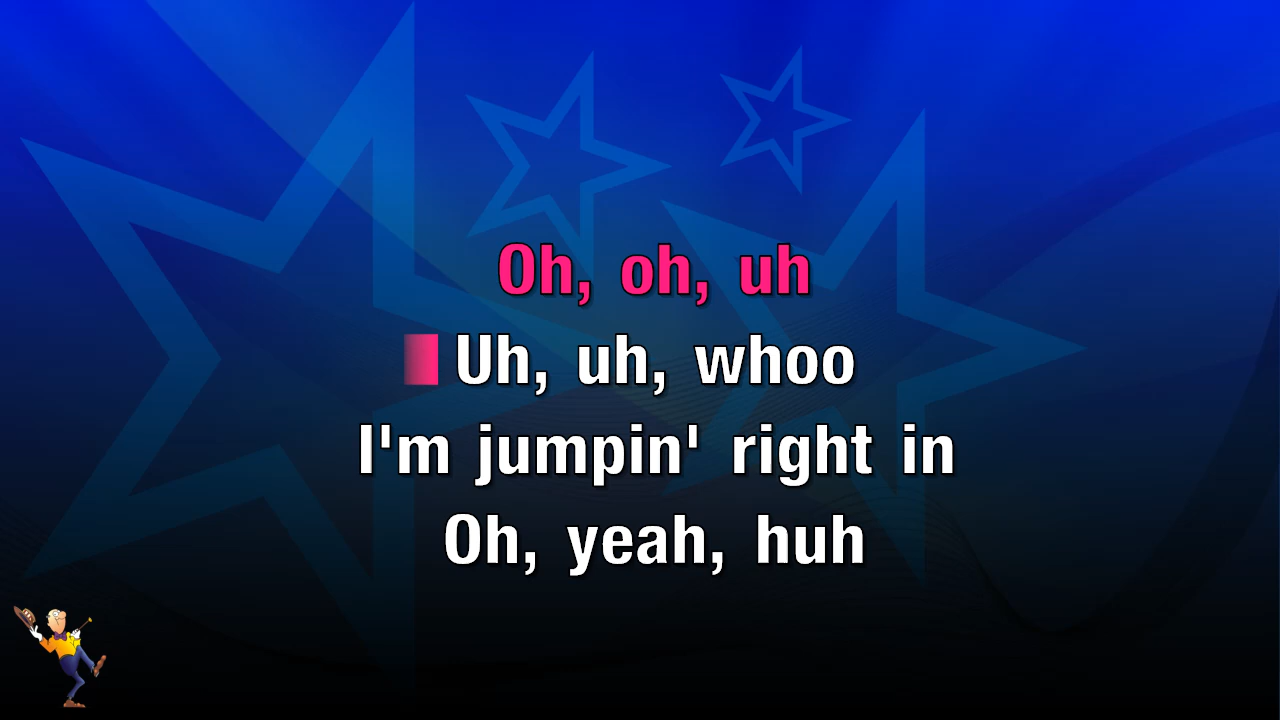 Oh, oh, uh
Uh, uh, whoo
I'm jumpin' right in
Oh, yeah, huh